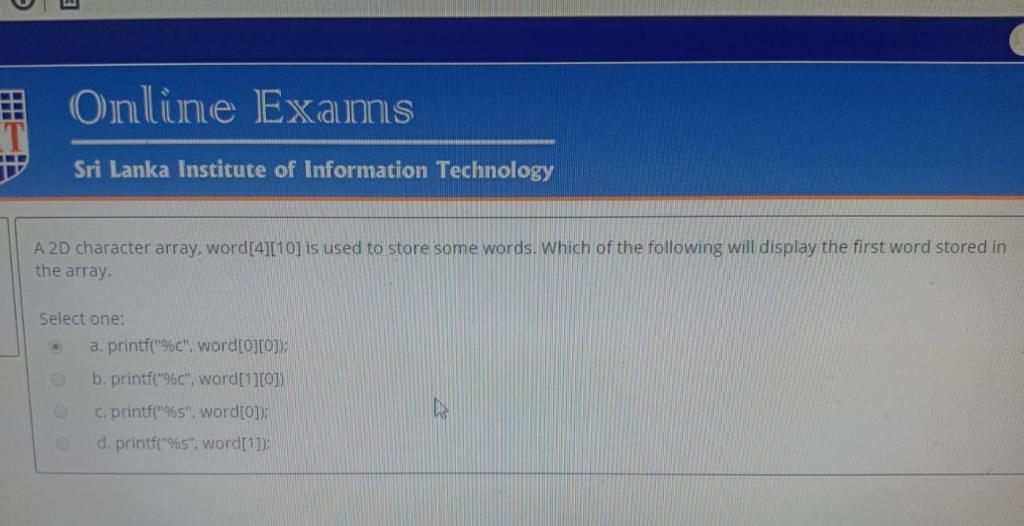 Online Exams
T
Sri Lanka Institute of Information Technology
A 2D character array, word[4][10] is used to store some words. Which of the following will display the first word stored in
the array.
Select one:
a. printf("%c", word[0][0]);
b. printf("%c", word[1][0])
c. printf("%s", word[0]);
d. printf("%s", word[1]);